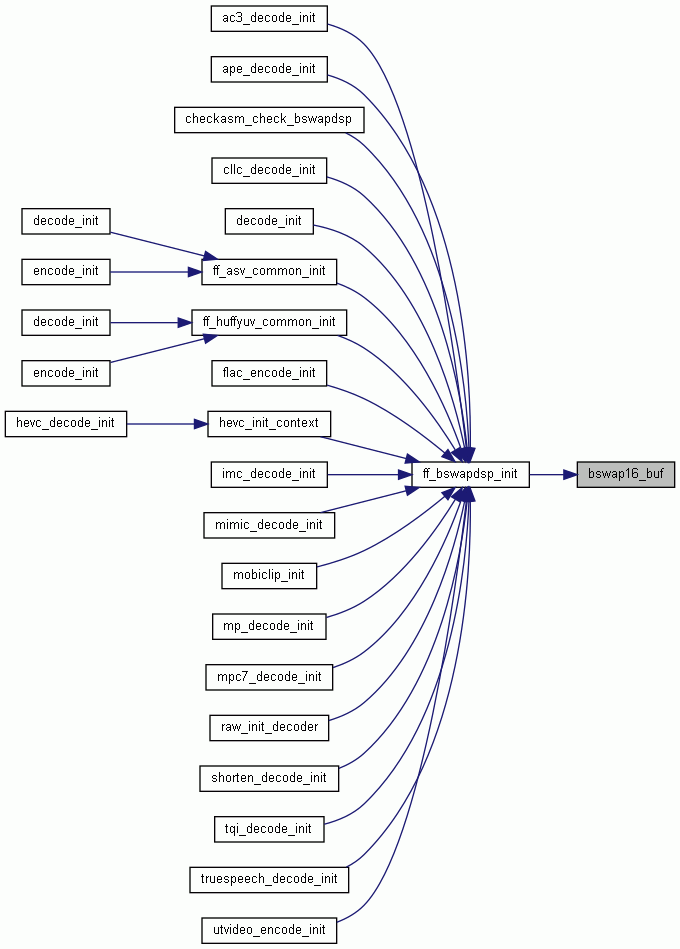 ac3_decode_init
ape_decode_init
checkasm_check_bswapdsp
cllc_decode_init
decode_init
decode_init
encode_init
ff_asv_common_init
decode_init
ff_huffyuv_common_init
encode_init
flac_encode_init
hevc_decode_init
hevc_init_context
imc_decode_init
ff_bswapdsp_init
bswap16_buf
mimic_decode_init
mobiclip_init
mp_decode_init
mpc7_decode_init
raw_init_decoder
shorten_decode_init
tqi_decode_init
truespeech_decode_init
utvideo_encode_init